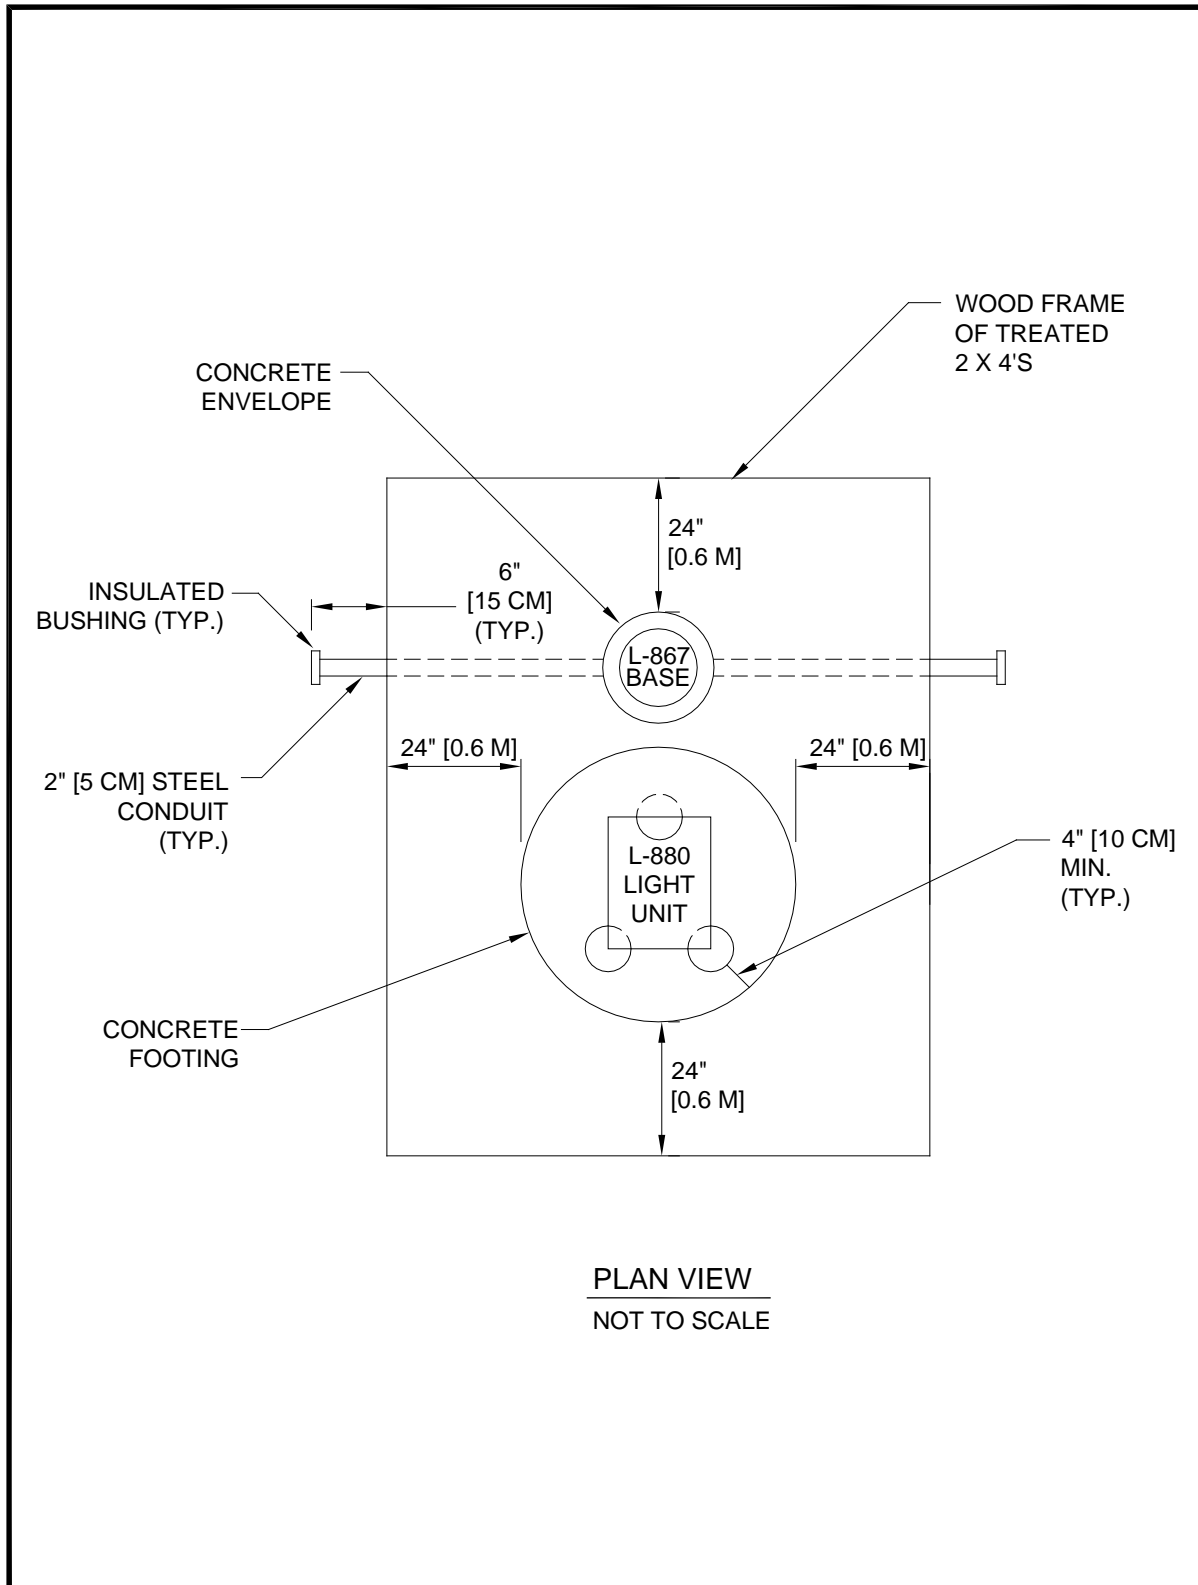 WOOD FRAME
OF TREATED
2 X 4'S
CONCRETE
ENVELOPE
24"
[0.6 M]
6"
[15 CM]
(TYP.)
INSULATED
BUSHING (TYP.)
L-867
BASE
24" [0.6 M]
24" [0.6 M]
2" [5 CM] STEEL
CONDUIT
(TYP.)
4" [10 CM]
MIN.
(TYP.)
L-880
LIGHT
UNIT
CONCRETE
FOOTING
24"
[0.6 M]
PLAN VIEW
NOT TO SCALE